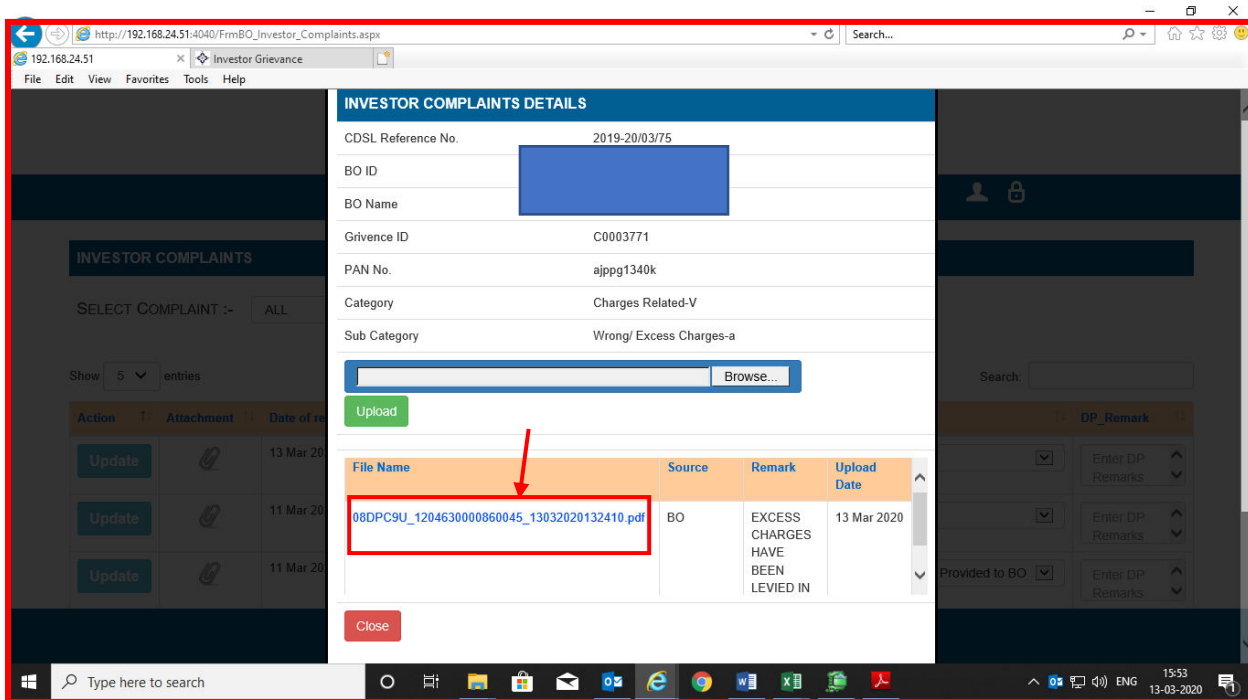 http://192.168.24.51:4040/FrmBO_Investor_Complaints.aspx
Search...
192.168.24.51
Investor Grievance
File Edit View Favorites Tools Help
INVESTOR COMPLAINTS DETAILS
CDSL Reference No. 2019-20/03/75
BO ID
BO Name
Grivence ID C0003771
PAN No. ajppg1340k
Category Charges Related-V
Sub Category Wrong/ Excess Charges-a
Browse...
Upload
File Name Source Remark Upload Date
08DPC9U_1204630000860045_13032020132410.pdf BO EXCESS 13 Mar 2020
CHARGES
HAVE
BEEN
LEVIED IN
Close
INVESTOR COMPLAINTS
SELECT COMPLAINT :- ALL
Show 5 entries
Search:
Action Attachment Date of re DP_Remark
Update 13 Mar 20 Enter DP
Remarks
Update 11 Mar 20 Enter DP
Remarks
Update 11 Mar 20 Provided to BO Enter DP
Remarks
Type here to search
ENG
15:53
13-03-2020